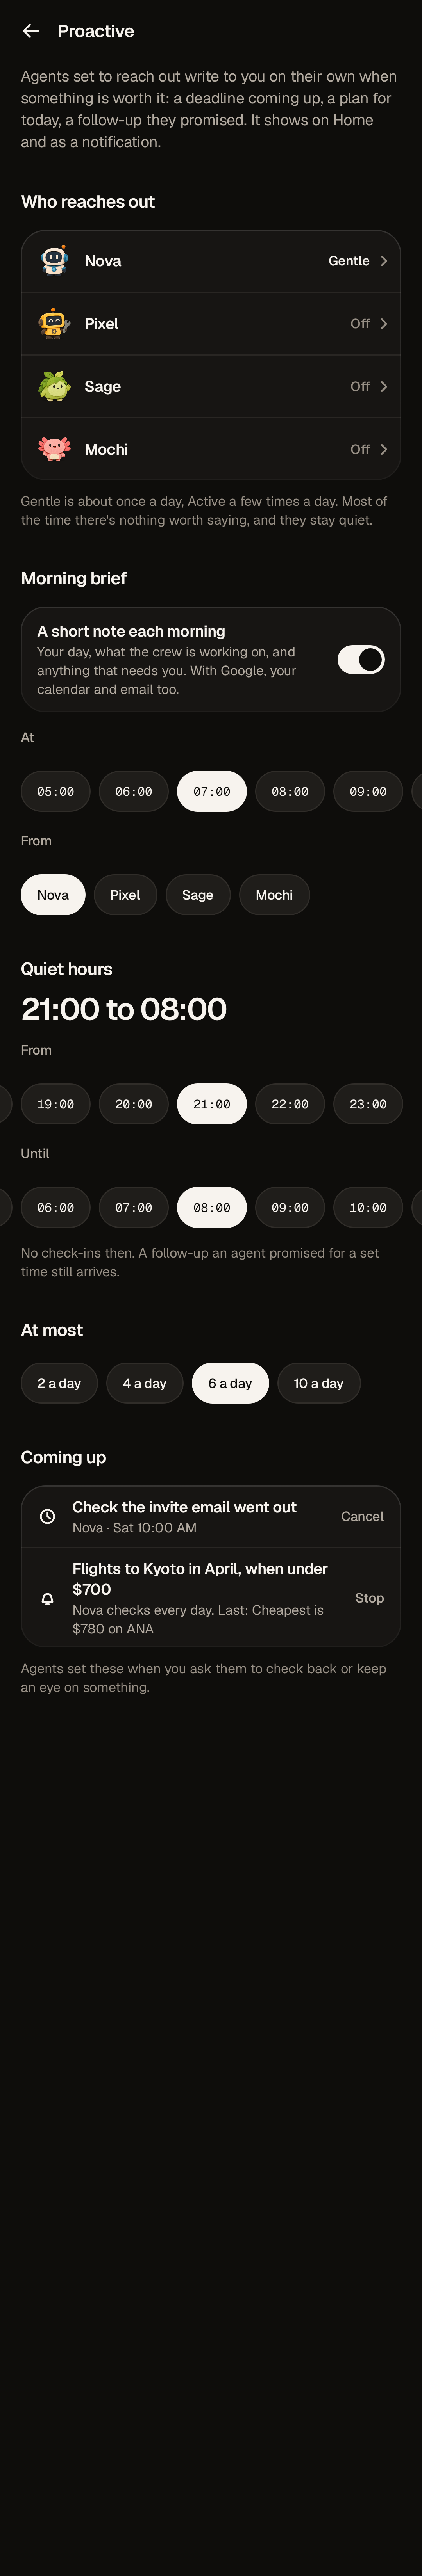 Proactive
Agents set to reach out write to you on their own when
something is worth it: a deadline coming up, a plan for
today, a follow-up they promised. It shows on Home
and as a notification.
Who reaches out
Nova
Gentle
Pixel
Off
Sage
Off
Mochi
Off
Gentle is about once a day, Active a few times a day. Most of
the time there's nothing worth saying, and they stay quiet.
Morning brief
A short note each morning
Your day, what the crew is working on, and
anything that needs you. With Google, your
calendar and email too.
At
05:00 06:00 07:00 08:00 09:00
From
Nova Pixel Sage Mochi
Quiet hours
21:00 to 08:00
From
19:00 20:00 21:00 22:00 23:00
Until
06:00 07:00 08:00 09:00 10:00
No check-ins then. A follow-up an agent promised for a set
time still arrives.
At most
2 a day 4 a day 6 a day 10 a day
Coming up
Check the invite email went out
Nova · Sat 10:00 AM
Cancel
Flights to Kyoto in April, when under
$700
Nova checks every day. Last: Cheapest is
$780 on ANA
Stop
Agents set these when you ask them to check back or keep
an eye on something.